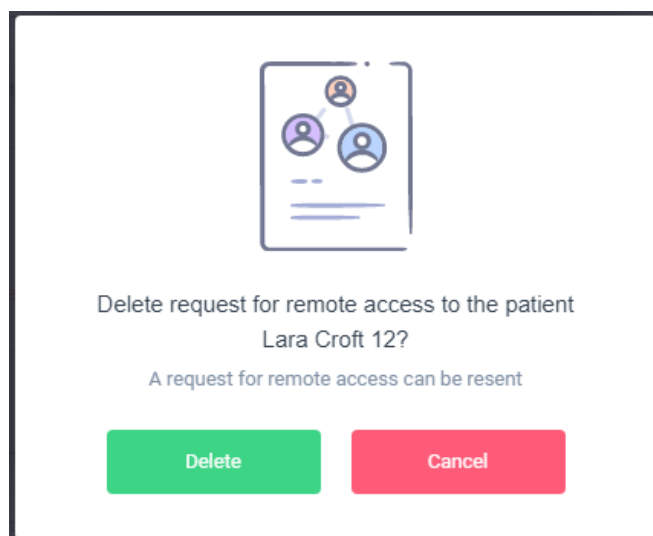 Delete request for remote access to the patient
Lara Croft 12?
A request for remote access can be resent
Delete
Cancel